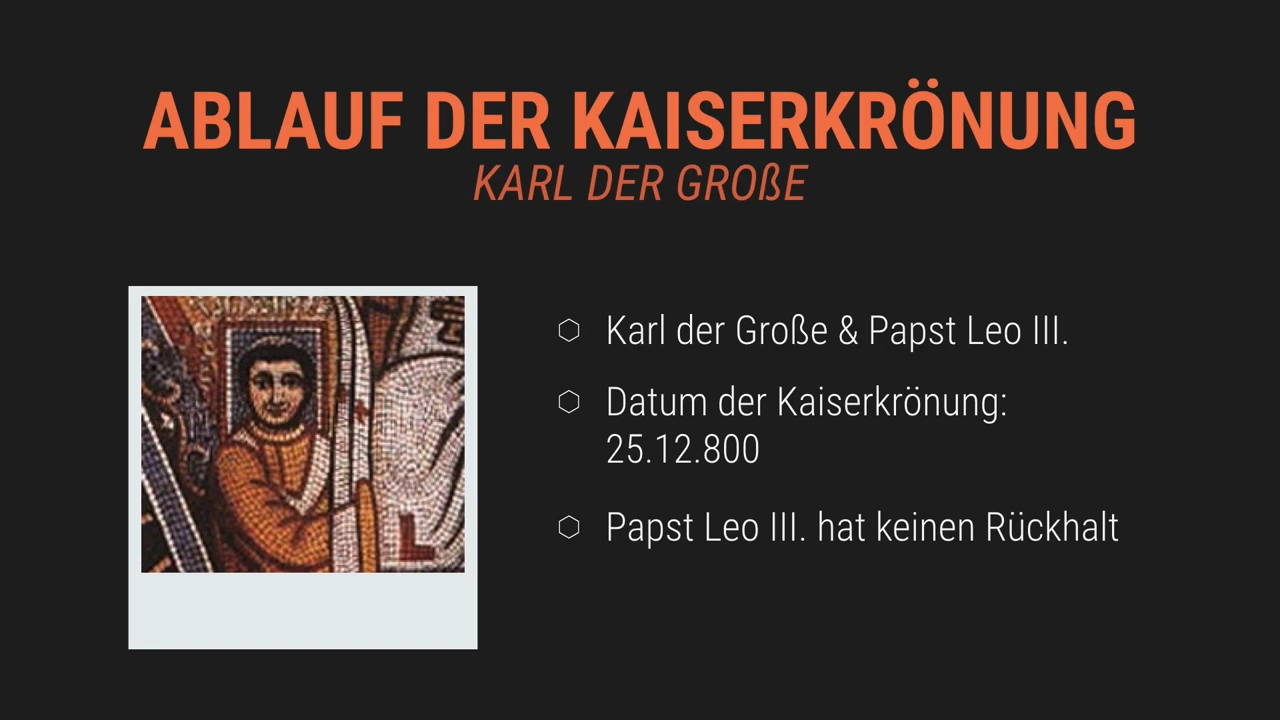 ABLAUF DER KAISERKRÖNUNG
KARL DER GROßE
Karl der Große & Papst Leo III.
Datum der Kaiserkrönung:
25.12.800
Papst Leo III. hat keinen Rückhalt